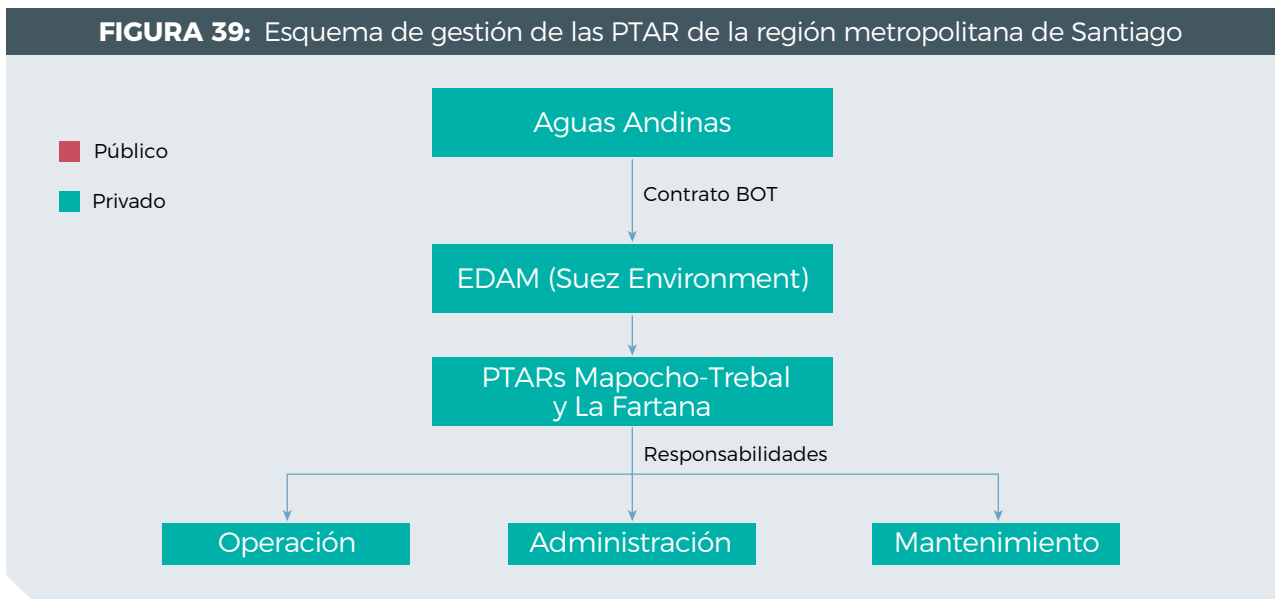 FIGURA 39: Esquema de gestión de las PTAR de la región metropolitana de Santiago
Aguas Andinas
Público
Privado
Contrato BOT
EDAM (Suez Environment)
PTARs Mapocho-Trebal
y La Fartana
Responsabilidades
Operación
Administración
Mantenimiento